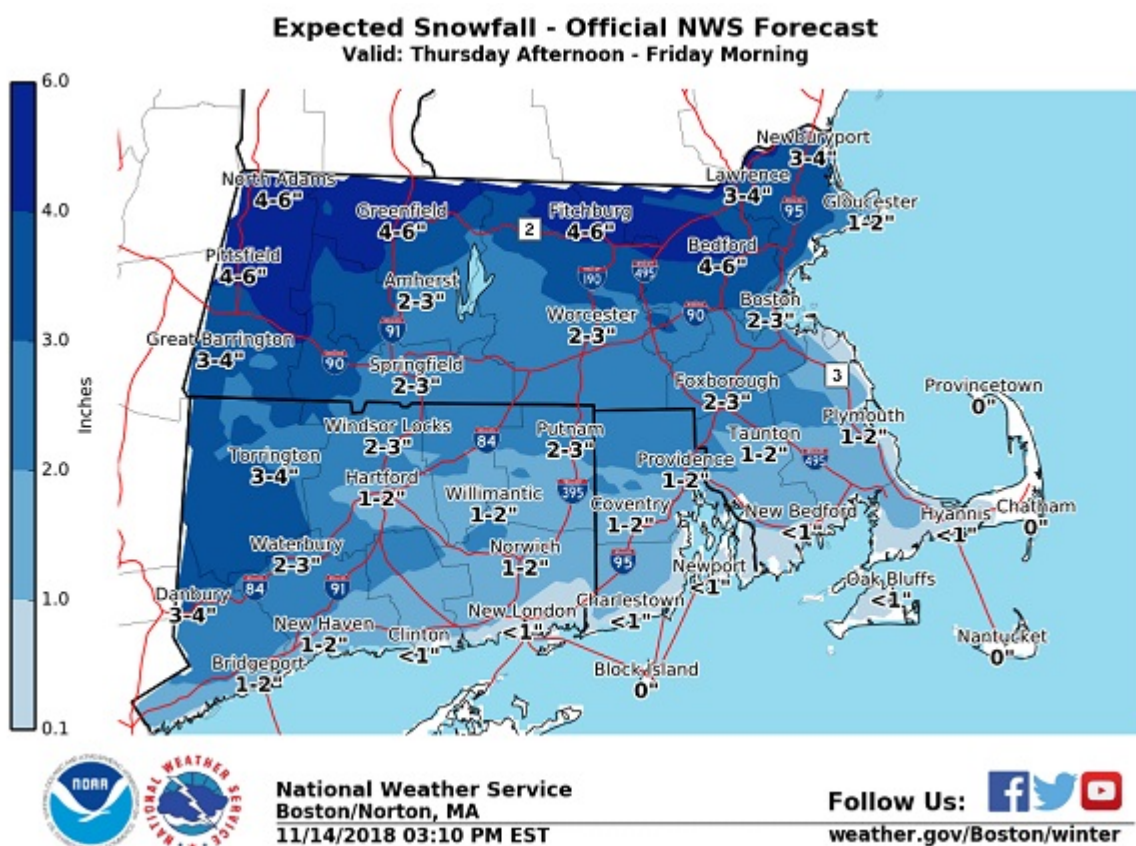 Expected Snowfall - Official NWS Forecast
Valid: Thursday Afternoon - Friday Morning
6.0
4.0
3.0
2.0
1.0
0.1
Inches
Newburyport
3-4"
North Adams
4-6"
Lawrence
3-4"
Greenfield
4-6"
Fitchburg
4-6"
95
Gloucester
1-2"
2
Bedford
4-6"
Pittsfield
4-6"
Amherst
2-3"
190
495
Boston
2-3"
Worcester
2-3"
90
91
Great Barrington
3-4"
90
Springfield
2-3"
Foxborough
2-3"
3
Provincetown
0"
Plymouth
1-2"
Windsor Locks
2-3"
84
Putnam
2-3"
Taunton
1-2"
495
Torrington
3-4"
Hartford
1-2"
Willimantic
1-2"
395
Providence
1-2"
Coventry
1-2"
New Bedford
<1"
Hyannis
<1"
Chatham
0"
Waterbury
2-3"
Norwich
1-2"
95
Newport
<1"
Oak Bluffs
<1"
Danbury
3-4"
84
91
New London
<1"
Charlestown
<1"
New Haven
1-2"
Clinton
<1"
Nantucket
0"
Bridgeport
1-2"
Block Island
0"
NOAA
NATIONAL WEATHER SERVICE
National Weather Service
Boston/Norton, MA
11/14/2018 03:10 PM EST
Follow Us:
weather.gov/Boston/winter